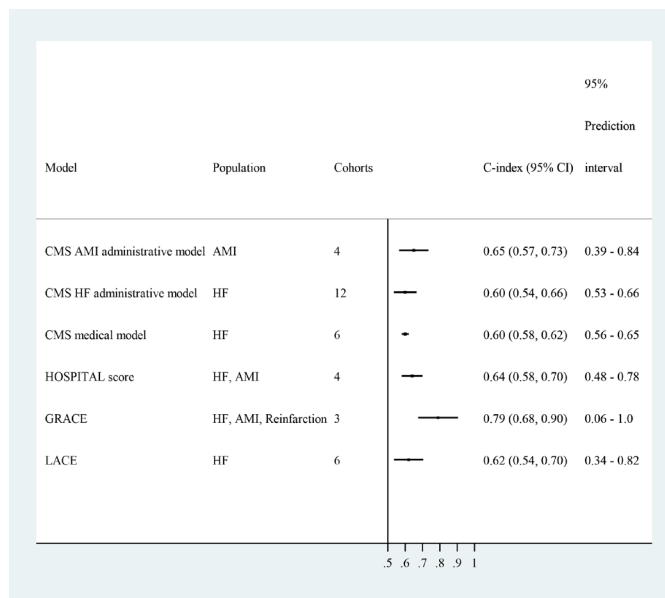 95%
Prediction
Model Population Cohorts C-index (95% CI) interval
CMS AMI administrative model AMI 4 0.65 (0.57, 0.73) 0.39 - 0.84
CMS HF administrative model HF 12 0.60 (0.54, 0.66) 0.53 - 0.66
CMS medical model HF 6 0.60 (0.58, 0.62) 0.56 - 0.65
HOSPITAL score HF, AMI 4 0.64 (0.58, 0.70) 0.48 - 0.78
GRACE HF, AMI, Reinfarction 3 0.79 (0.68, 0.90) 0.06 - 1.0
LACE HF 6 0.62 (0.54, 0.70) 0.34 - 0.82
.5 .6 .7 .8 .9 1